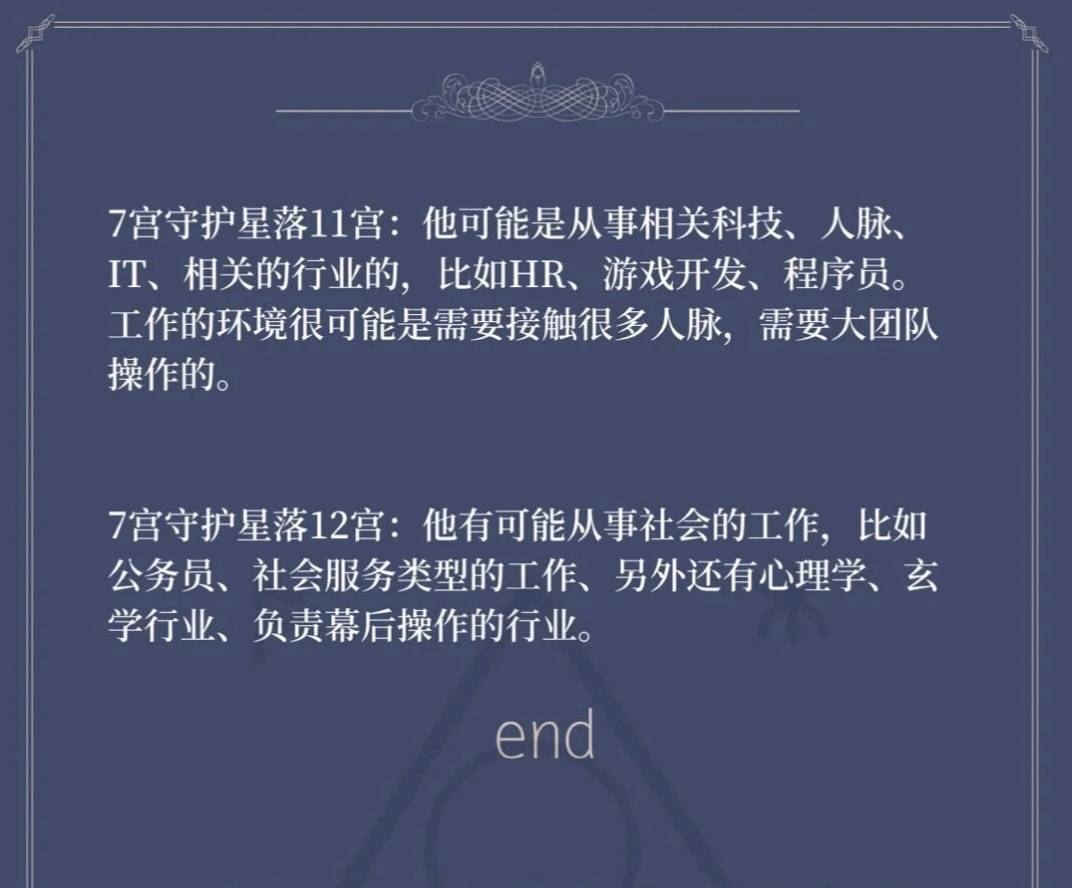 7宫守护星落11宫：他可能是从事相关科技、人脉、
IT、相关的行业的，比如HR、游戏开发、程序员。
工作的环境很可能是需要接触很多人脉，需要大团队
操作的。
7宫守护星落12宫：他有可能从事社会的工作，比如
公务员、社会服务类型的工作、另外还有心理学、玄
学行业、负责幕后操作的行业。
end